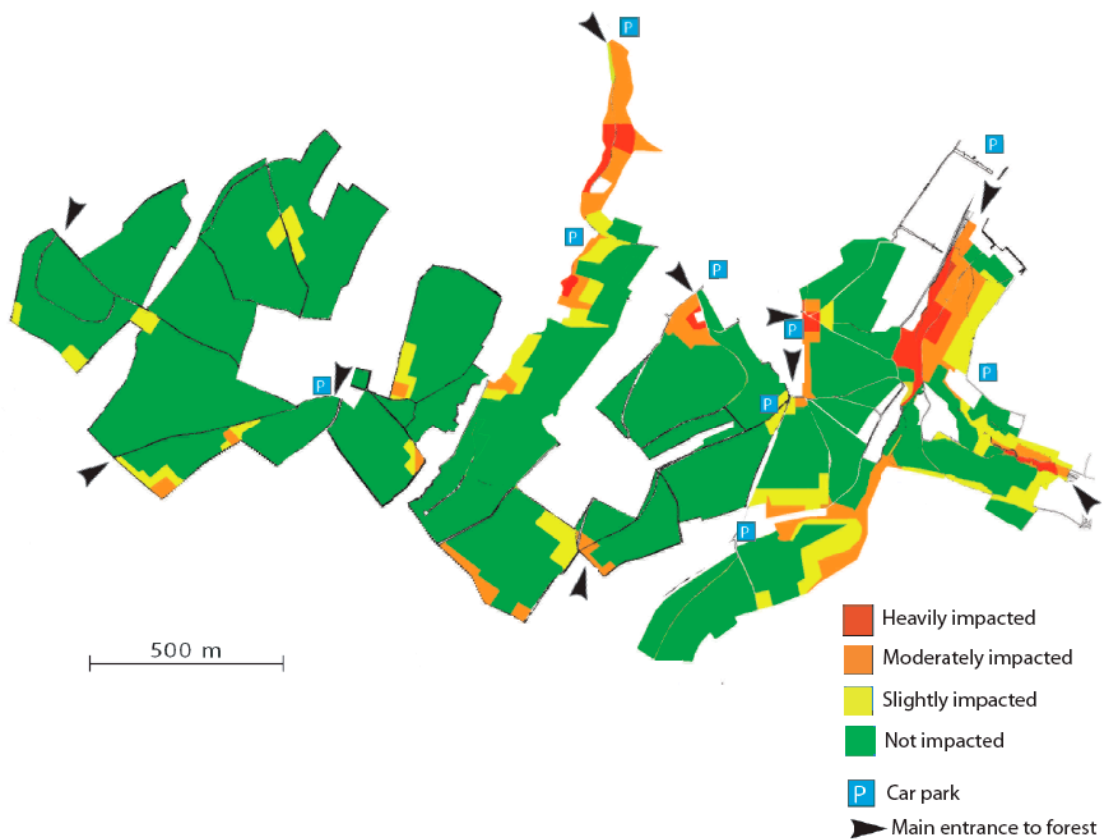 P
P
P
P
P
P
P
P
P
500 m
Heavily impacted
Moderately impacted
Slightly impacted
Not impacted
P Car park
Main entrance to forest